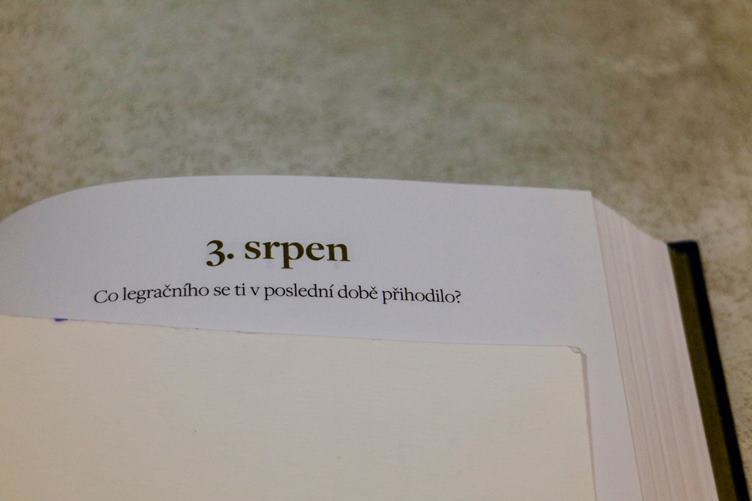 3. srpen
Co legračního se ti v poslední době přihodilo?